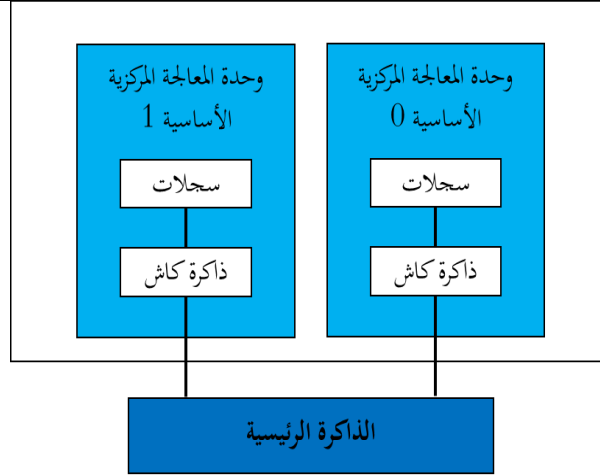 وحدة المعالجة المركزية
الأساسية 0
سجلات
ذاكرة كاش
وحدة المعالجة المركزية
الأساسية 1
سجلات
ذاكرة كاش
الذاكرة الرئيسية